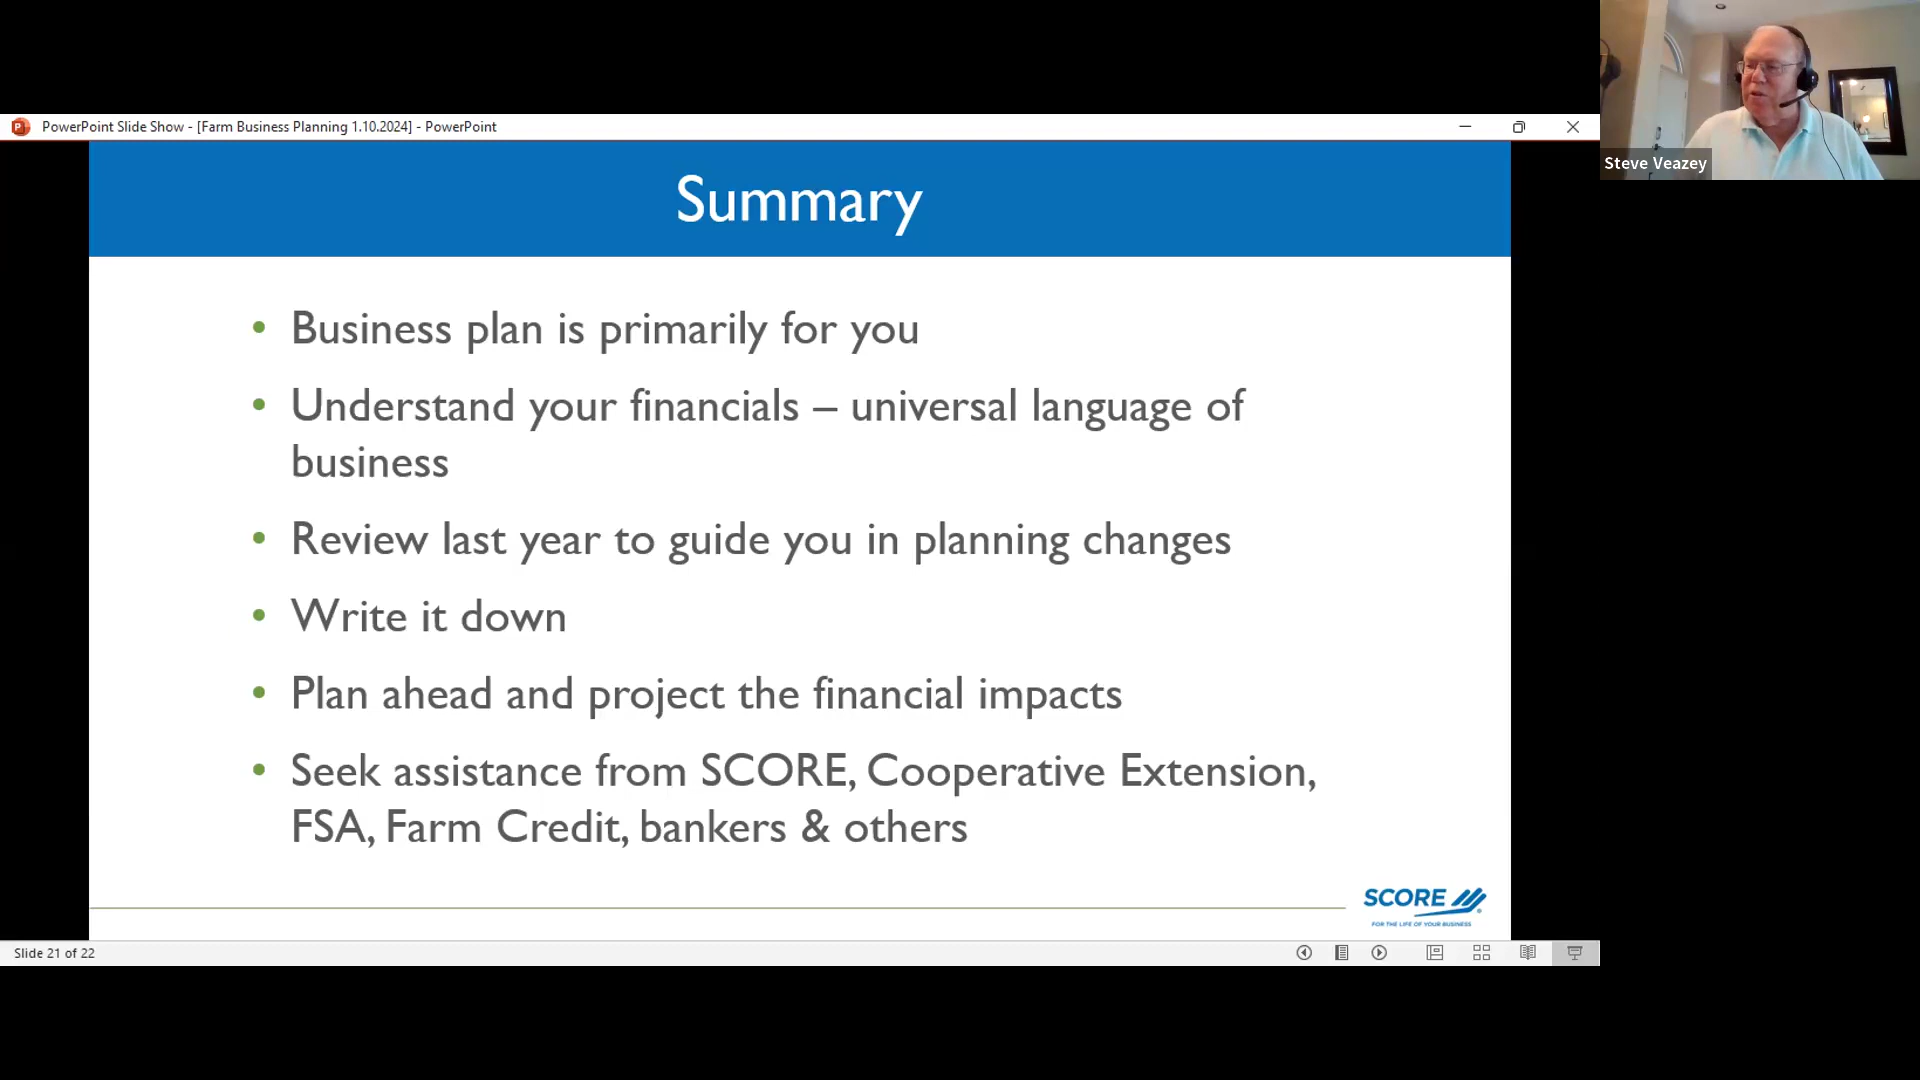 PowerPoint Slide Show - [Farm Business Planning 1.10.2024] - PowerPoint
Steve Veazey
Summary
• Business plan is primarily for you
• Understand your financials – universal language of
business
• Review last year to guide you in planning changes
• Write it down
• Plan ahead and project the financial impacts
• Seek assistance from SCORE, Cooperative Extension,
FSA, Farm Credit, bankers & others
SCORE
FOR THE LIFE OF YOUR BUSINESS
Slide 21 of 22